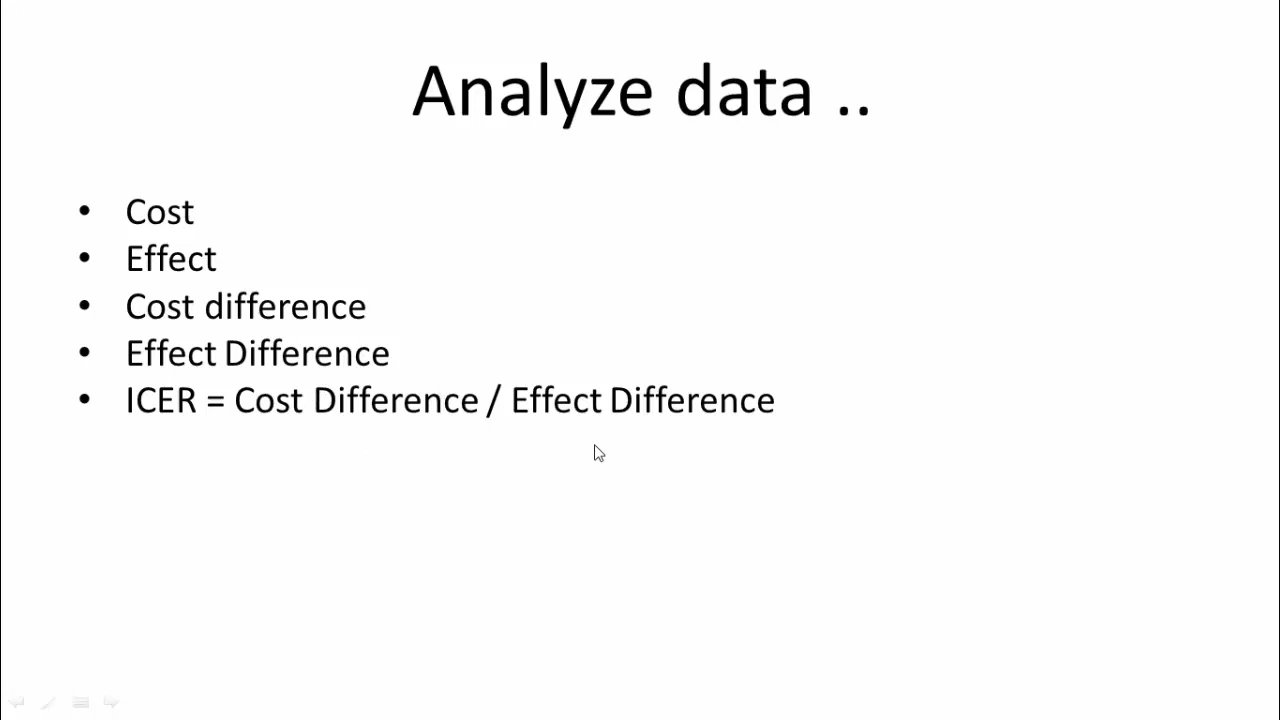 Analyze data ..
• Cost
• Effect
• Cost difference
• Effect Difference
• ICER = Cost Difference / Effect Difference